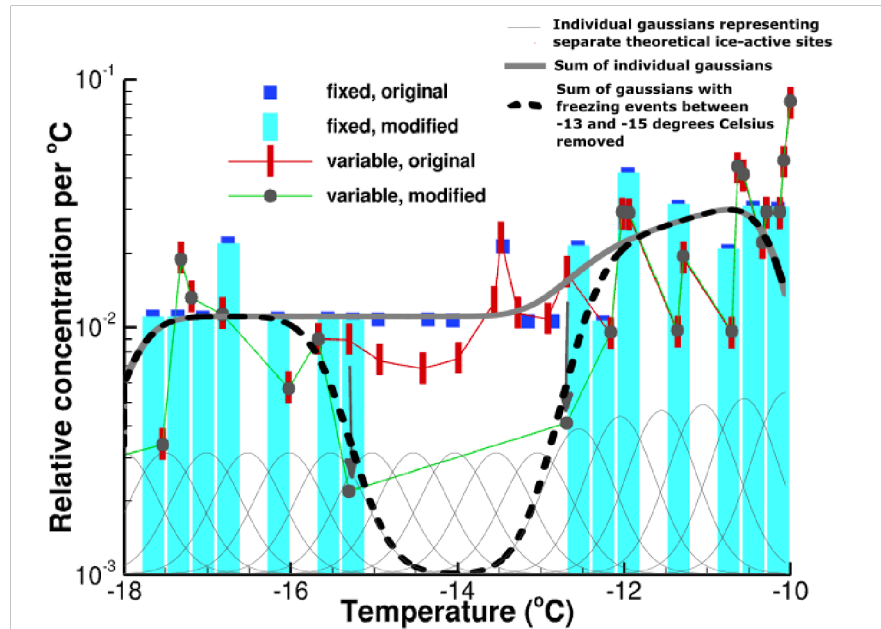 Individual gaussians representing
separate theoretical ice-active sites
Sum of individual gaussians
Sum of gaussians with
freezing events between
-13 and -15 degrees Celsius
removed
fixed, original
fixed, modified
variable, original
variable, modified
Relative concentration per °C
10-1
10-2
10-3
-18
-16
-14
-12
-10
Temperature (°C)